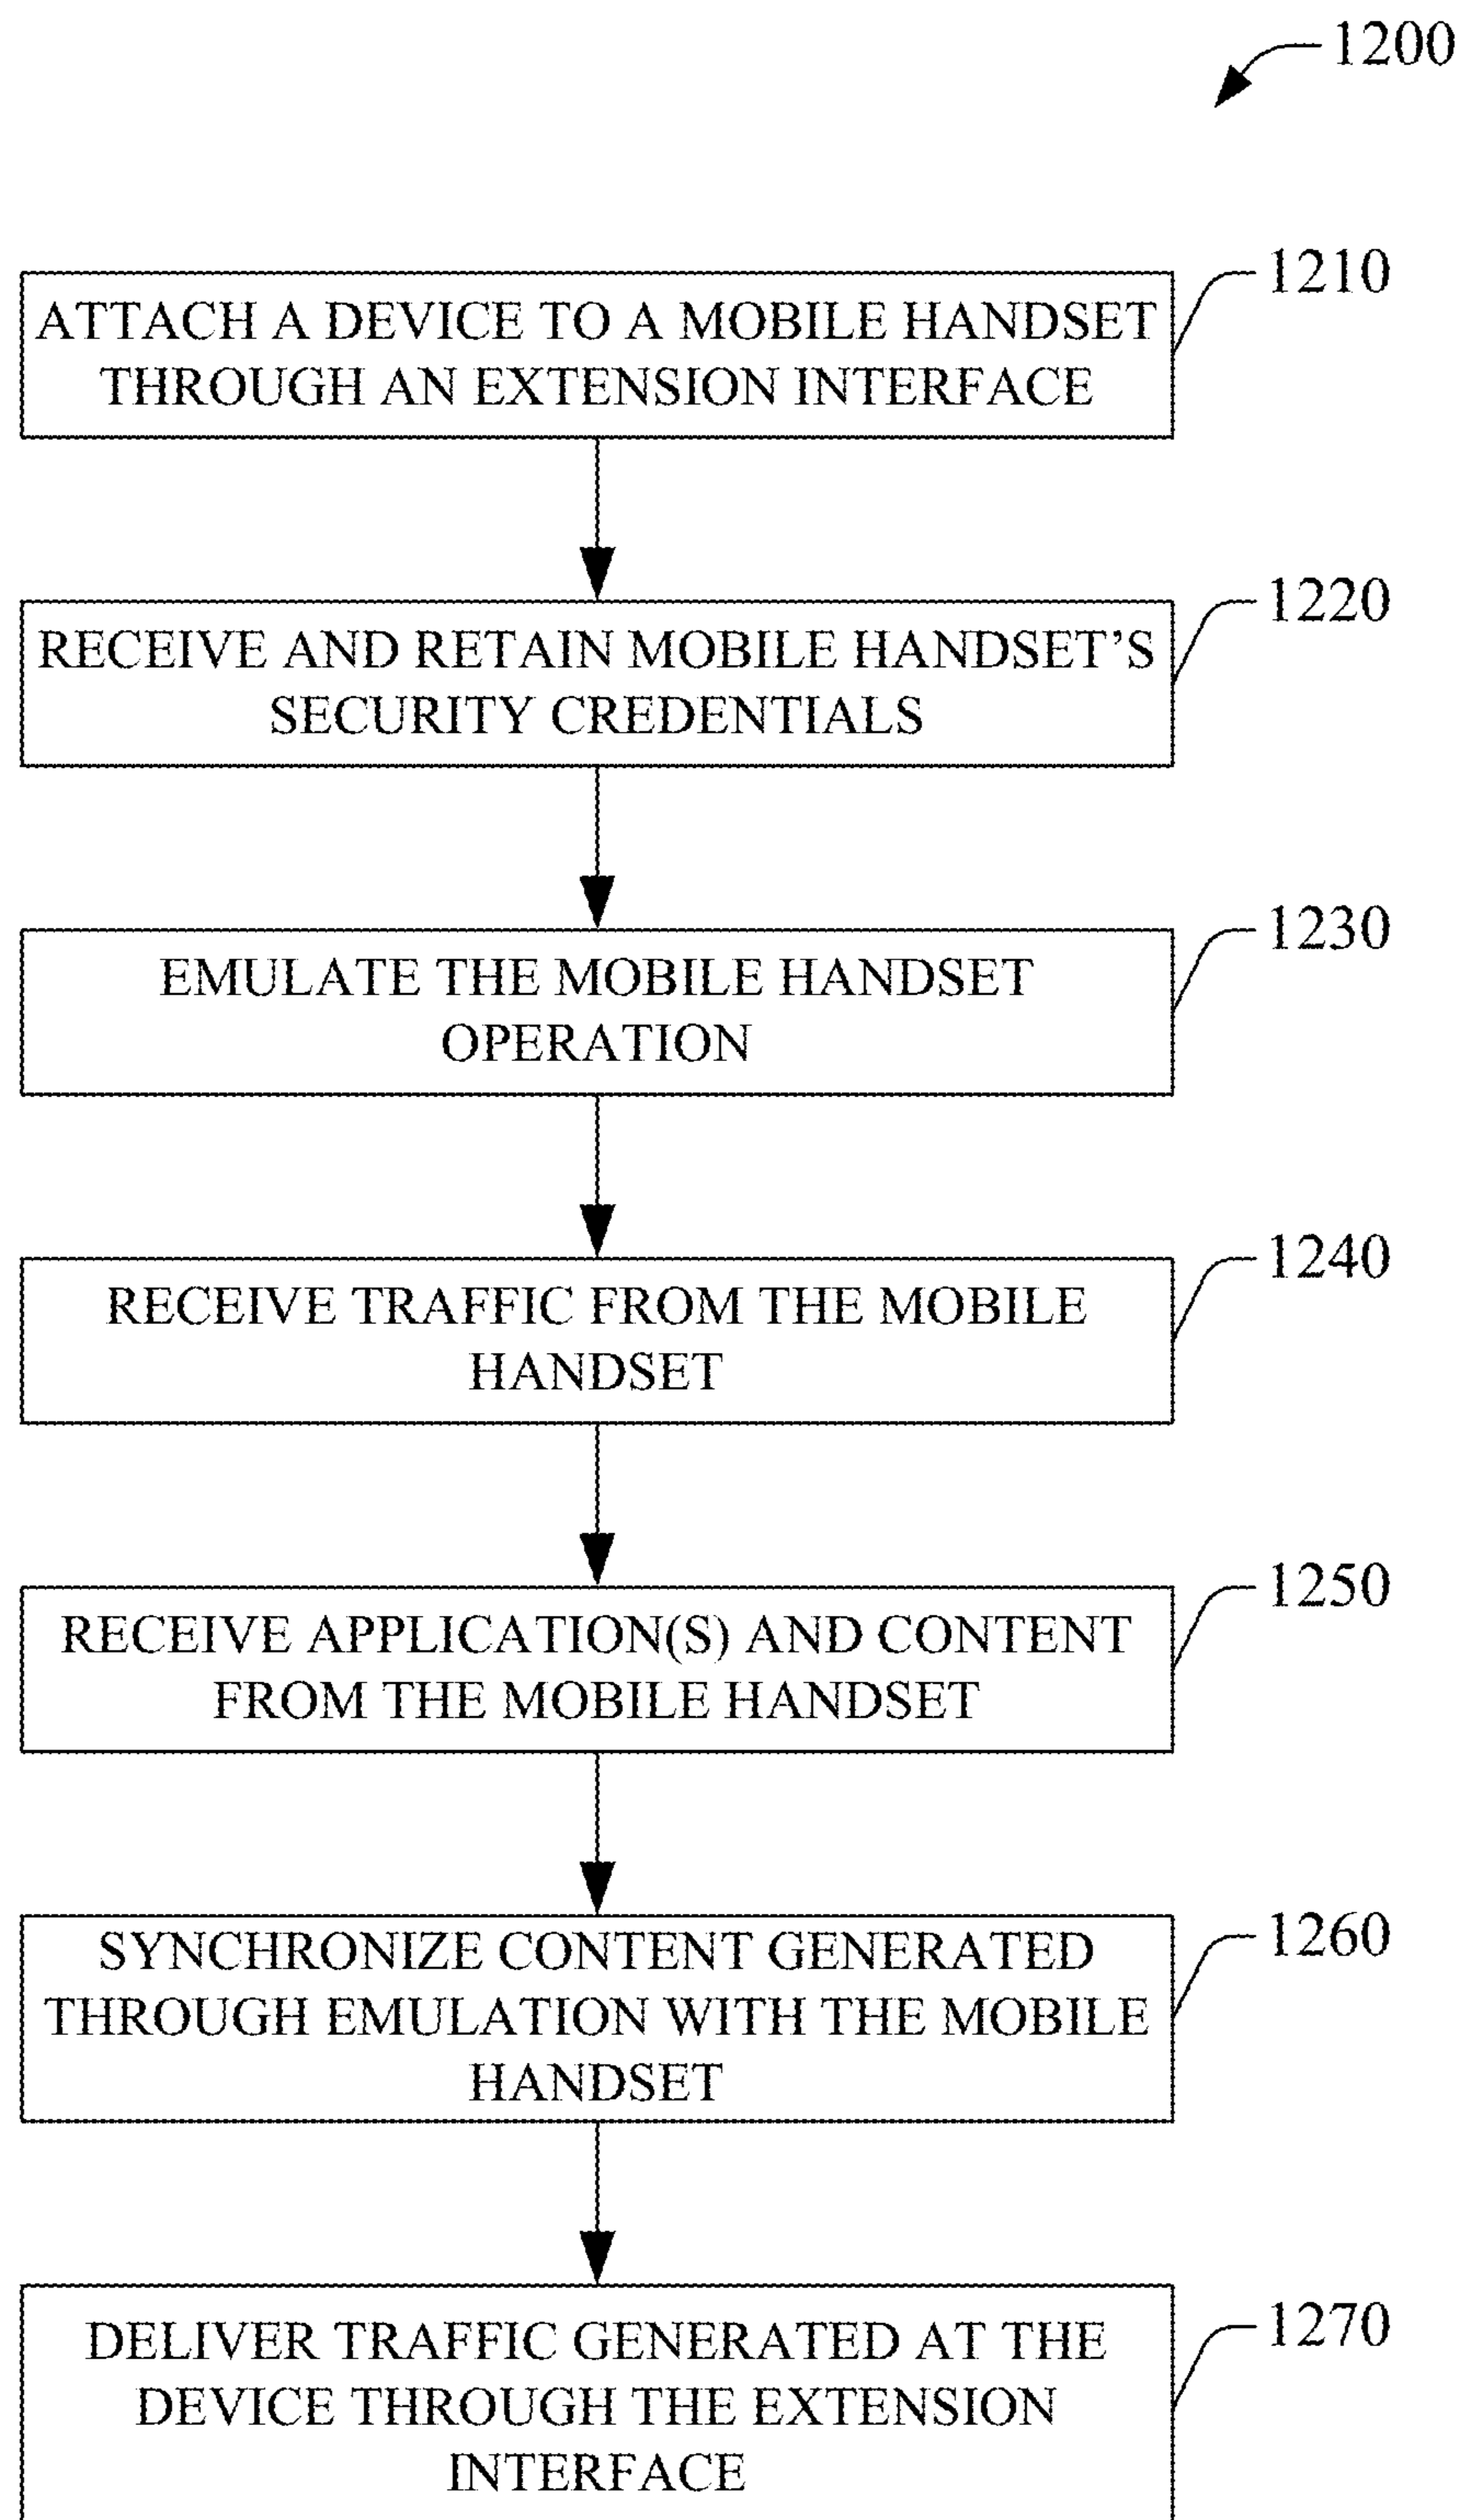 1200
1210
ATTACH A DEVICE TO A MOBILE HANDSET
THROUGH AN EXTENSION INTERFACE
1220
RECEIVE AND RETAIN MOBILE HANDSET’S
SECURITY CREDENTIALS
1230
EMULATE THE MOBILE HANDSET
OPERATION
1240
RECEIVE TRAFFIC FROM THE MOBILE
HANDSET
1250
RECEIVE APPLICATION(S) AND CONTENT
FROM THE MOBILE HANDSET
1260
SYNCHRONIZE CONTENT GENERATED
THROUGH EMULATION WITH THE MOBILE
HANDSET
1270
DELIVER TRAFFIC GENERATED AT THE
DEVICE THROUGH THE EXTENSION
INTERFACE